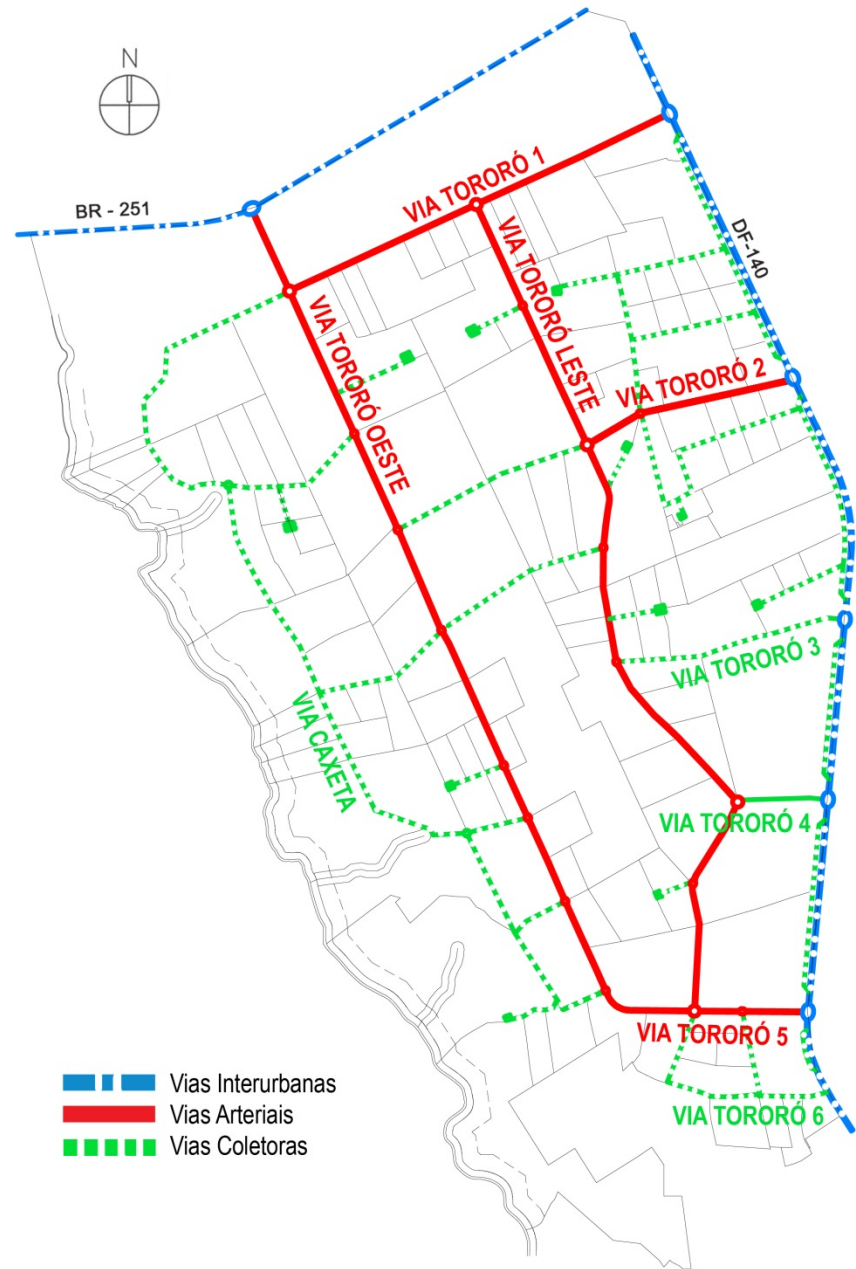 N
BR - 251
VIA TORORÓ 1
DF-140
VIA TORORÓ OESTE
VIA TORORÓ LESTE
VIA TORORÓ 2
VIA TORORÓ 3
VIA CAXETA
VIA TORORÓ 4
VIA TORORÓ 5
VIA TORORÓ 6
Vias Interurbanas
Vias Arteriais
Vias Coletoras